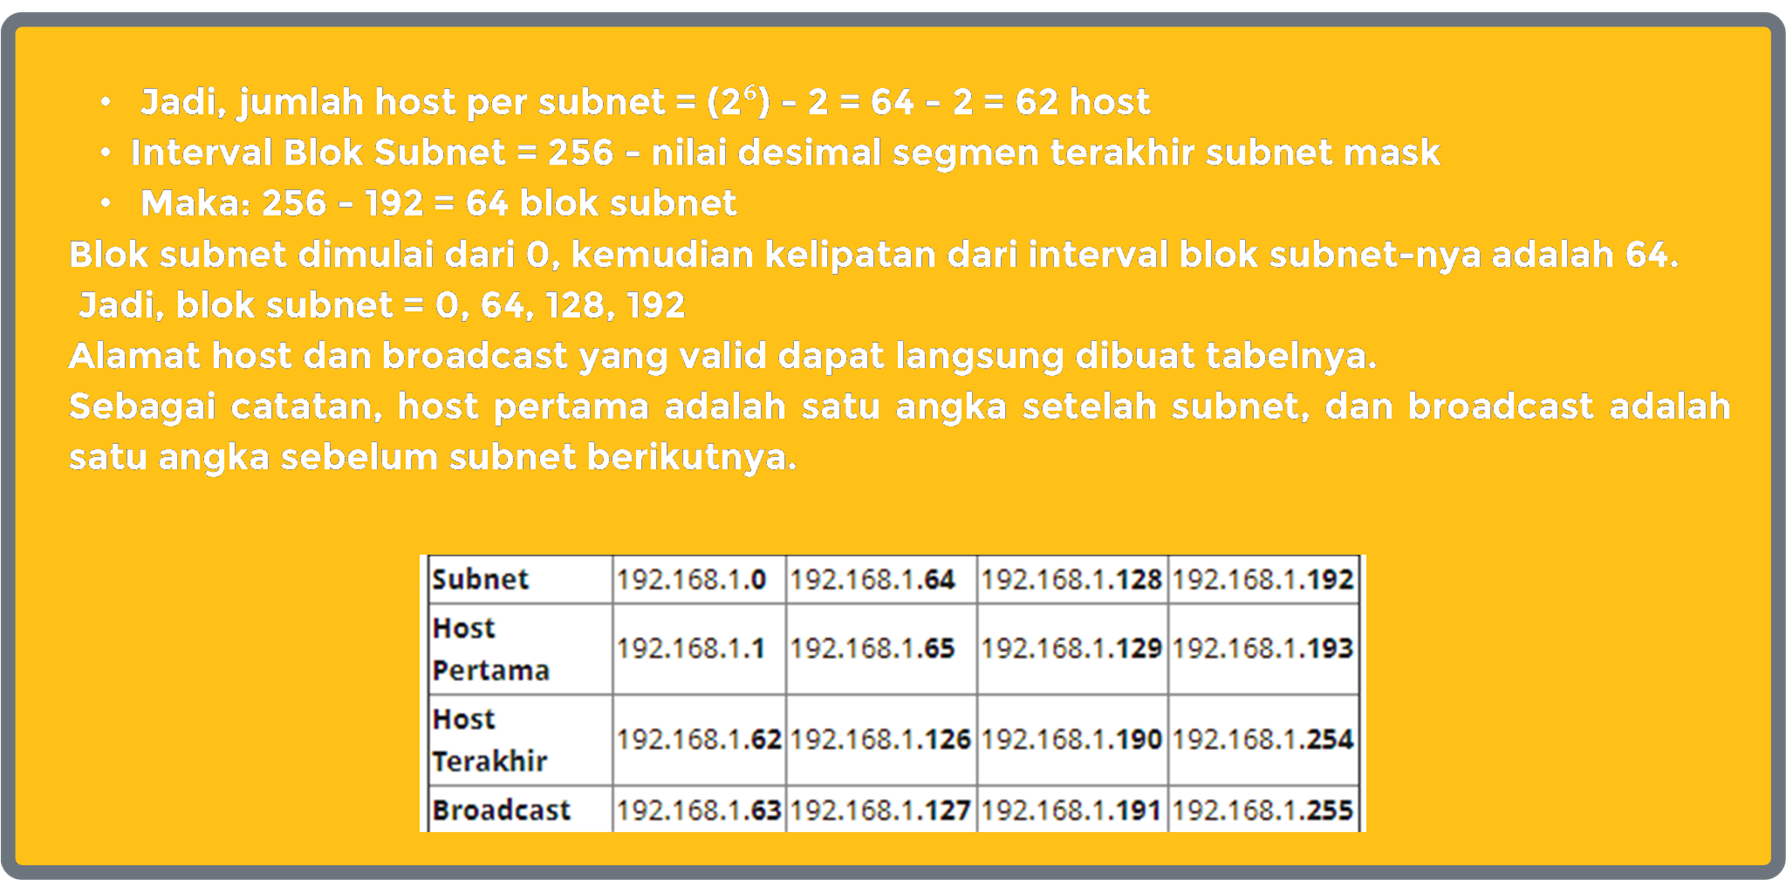 • Jadi, jumlah host per subnet = (2⁶) - 2 = 64 - 2 = 62 host
• Interval Blok Subnet = 256 - nilai desimal segmen terakhir subnet mask
• Maka: 256 - 192 = 64 blok subnet
Blok subnet dimulai dari 0, kemudian kelipatan dari interval blok subnet-nya adalah 64.
Jadi, blok subnet = 0, 64, 128, 192
Alamat host dan broadcast yang valid dapat langsung dibuat tabelnya.
Sebagai catatan, host pertama adalah satu angka setelah subnet, dan broadcast adalah
satu angka sebelum subnet berikutnya.
Subnet 192.168.1.0 192.168.1.64 192.168.1.128 192.168.1.192
Host
Pertama 192.168.1.1 192.168.1.65 192.168.1.129 192.168.1.193
Host
Terakhir 192.168.1.62 192.168.1.126 192.168.1.190 192.168.1.254
Broadcast 192.168.1.63 192.168.1.127 192.168.1.191 192.168.1.255